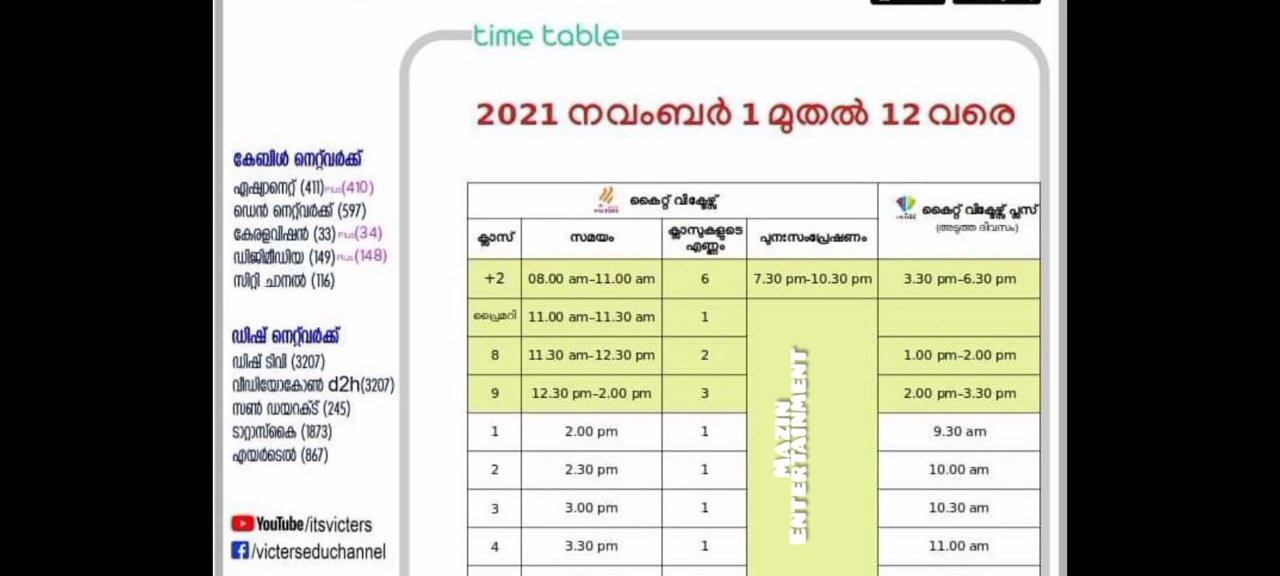 time table
2021 നവംബർ 1 മുതൽ 12 വരെ
കേബിൾ നെറ്റ്‌വർക്ക്
ഏഷ്യാനെറ്റ് (411) Plus (410)
ഡെൻ നെറ്റ്‌വർക്ക് (597)
കേരളവിഷൻ (33) Plus (34)
ഡിജിമീഡിയ (149) Plus (148)
സിറ്റി ചാനൽ (116)
ഡിഷ് നെറ്റ്‌വർക്ക്
ഡിഷ് ടിവി (3207)
വീഡിയോകോൺ d2h(3207)
സൺ ഡയറക്ട് (245)
ടാറ്റാസ്കൈ (1873)
എയർടെൽ (867)
YouTube/itsvicters
/victerseduchannel
കൈറ്റ് വിക്ടേഴ്സ് കൈറ്റ് വിക്ടേഴ്സ് പ്ലസ്
(അടുത്ത ദിവസം)
ക്ലാസ് സമയം ക്ലാസുകളുടെ എണ്ണം പുനഃസംപ്രേഷണം
+2 08.00 am–11.00 am 6 7.30 pm-10.30 pm 3.30 pm–6.30 pm
പ്രൈമറി 11.00 am–11.30 am 1
8 11.30 am–12.30 pm 2 1.00 pm–2.00 pm
9 12.30 pm–2.00 pm 3 2.00 pm–3.30 pm
1 2.00 pm 1 9.30 am
2 2.30 pm 1 10.00 am
3 3.00 pm 1 10.30 am
4 3.30 pm 1 11.00 am
MAZIN
ENTERTAINMENT